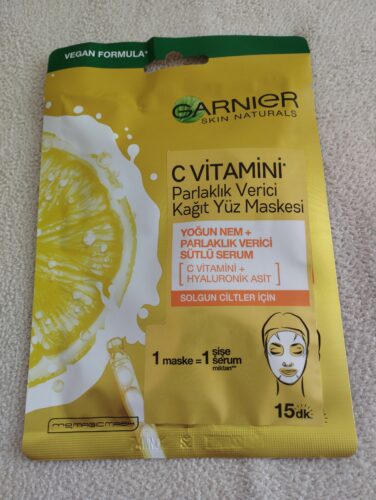 VEGAN FORMULA*
GARNIER
SKIN NATURALS
C VİTAMİNİ*
Parlaklık Verici
Kağıt Yüz Maskesi
YOĞUN NEM +
PARLAKLIK VERİCİ
SÜTLÜ SERUM
[ C VİTAMİNİ +
HYALURONİK ASİT ]
SOLGUN CİLTLER İÇİN
1 maske = 1 şişe
serum
miktarı**
15dk